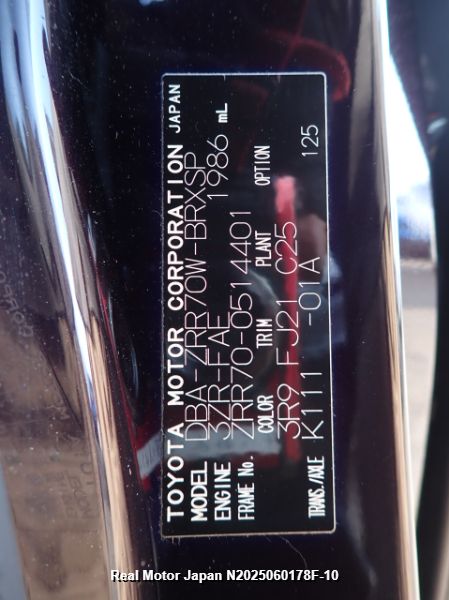 TOYOTA MOTOR CORPORATION JAPAN
MODEL DBA-ZRR70W-BRXSP
ENGINE 3ZR-FAE 1986 mL
FRAME No. ZRR70-0514401
COLOR TRIM PLANT OPTION
3R9 FJ21 C25
TRANS./AXLE K111 -01A 125
Real Motor Japan N2025060178F-10